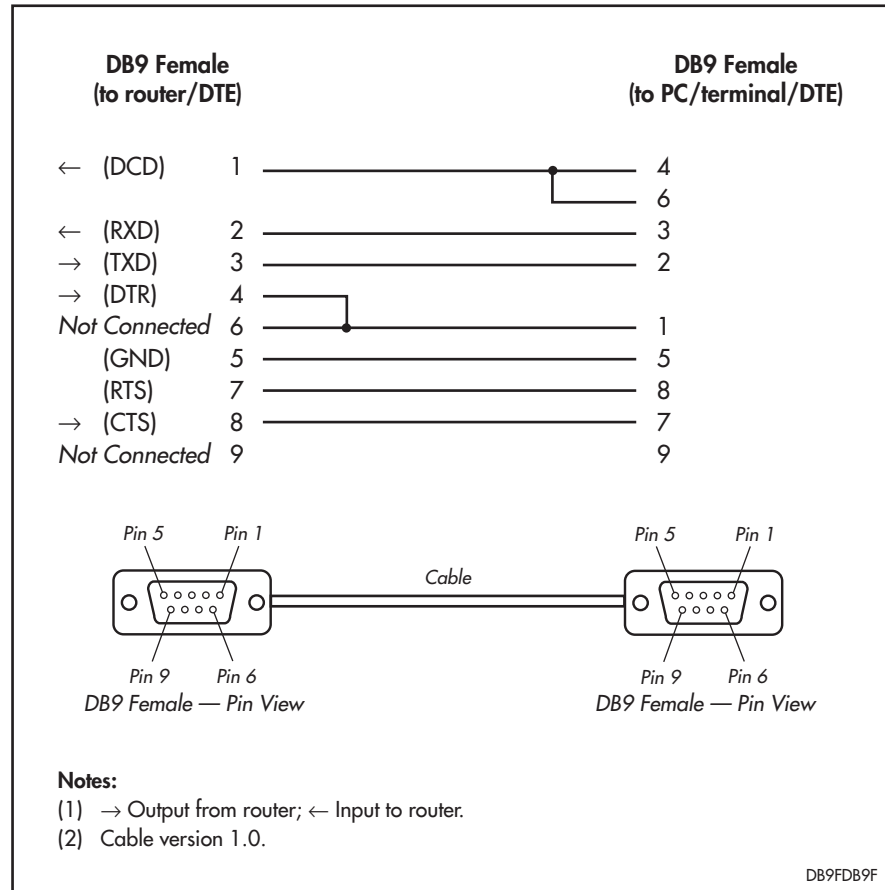 DB9 Female DB9 Female
(to router/DTE) (to PC/terminal/DTE)
← (DCD) 1 4
6
← (RXD) 2 3
→ (TXD) 3 2
→ (DTR) 4
Not Connected 6 1
(GND) 5 5
(RTS) 7 8
→ (CTS) 8 7
Not Connected 9 9
Pin 5 Pin 1 Pin 5 Pin 1
Cable
Pin 9 Pin 6 Pin 9 Pin 6
DB9 Female — Pin View DB9 Female — Pin View
Notes:
(1) → Output from router; ← Input to router.
(2) Cable version 1.0.
DB9FDB9F